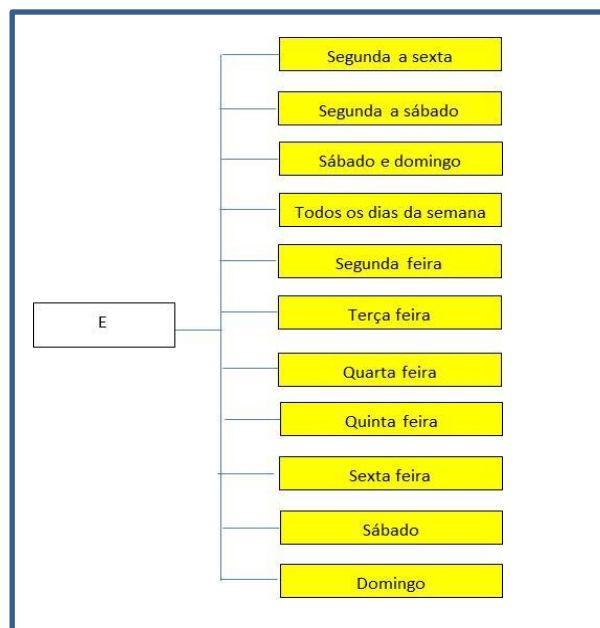 Segunda a sexta
Segunda a sábado
Sábado e domingo
Todos os dias da semana
Segunda feira
E
Terça feira
Quarta feira
Quinta feira
Sexta feira
Sábado
Domingo